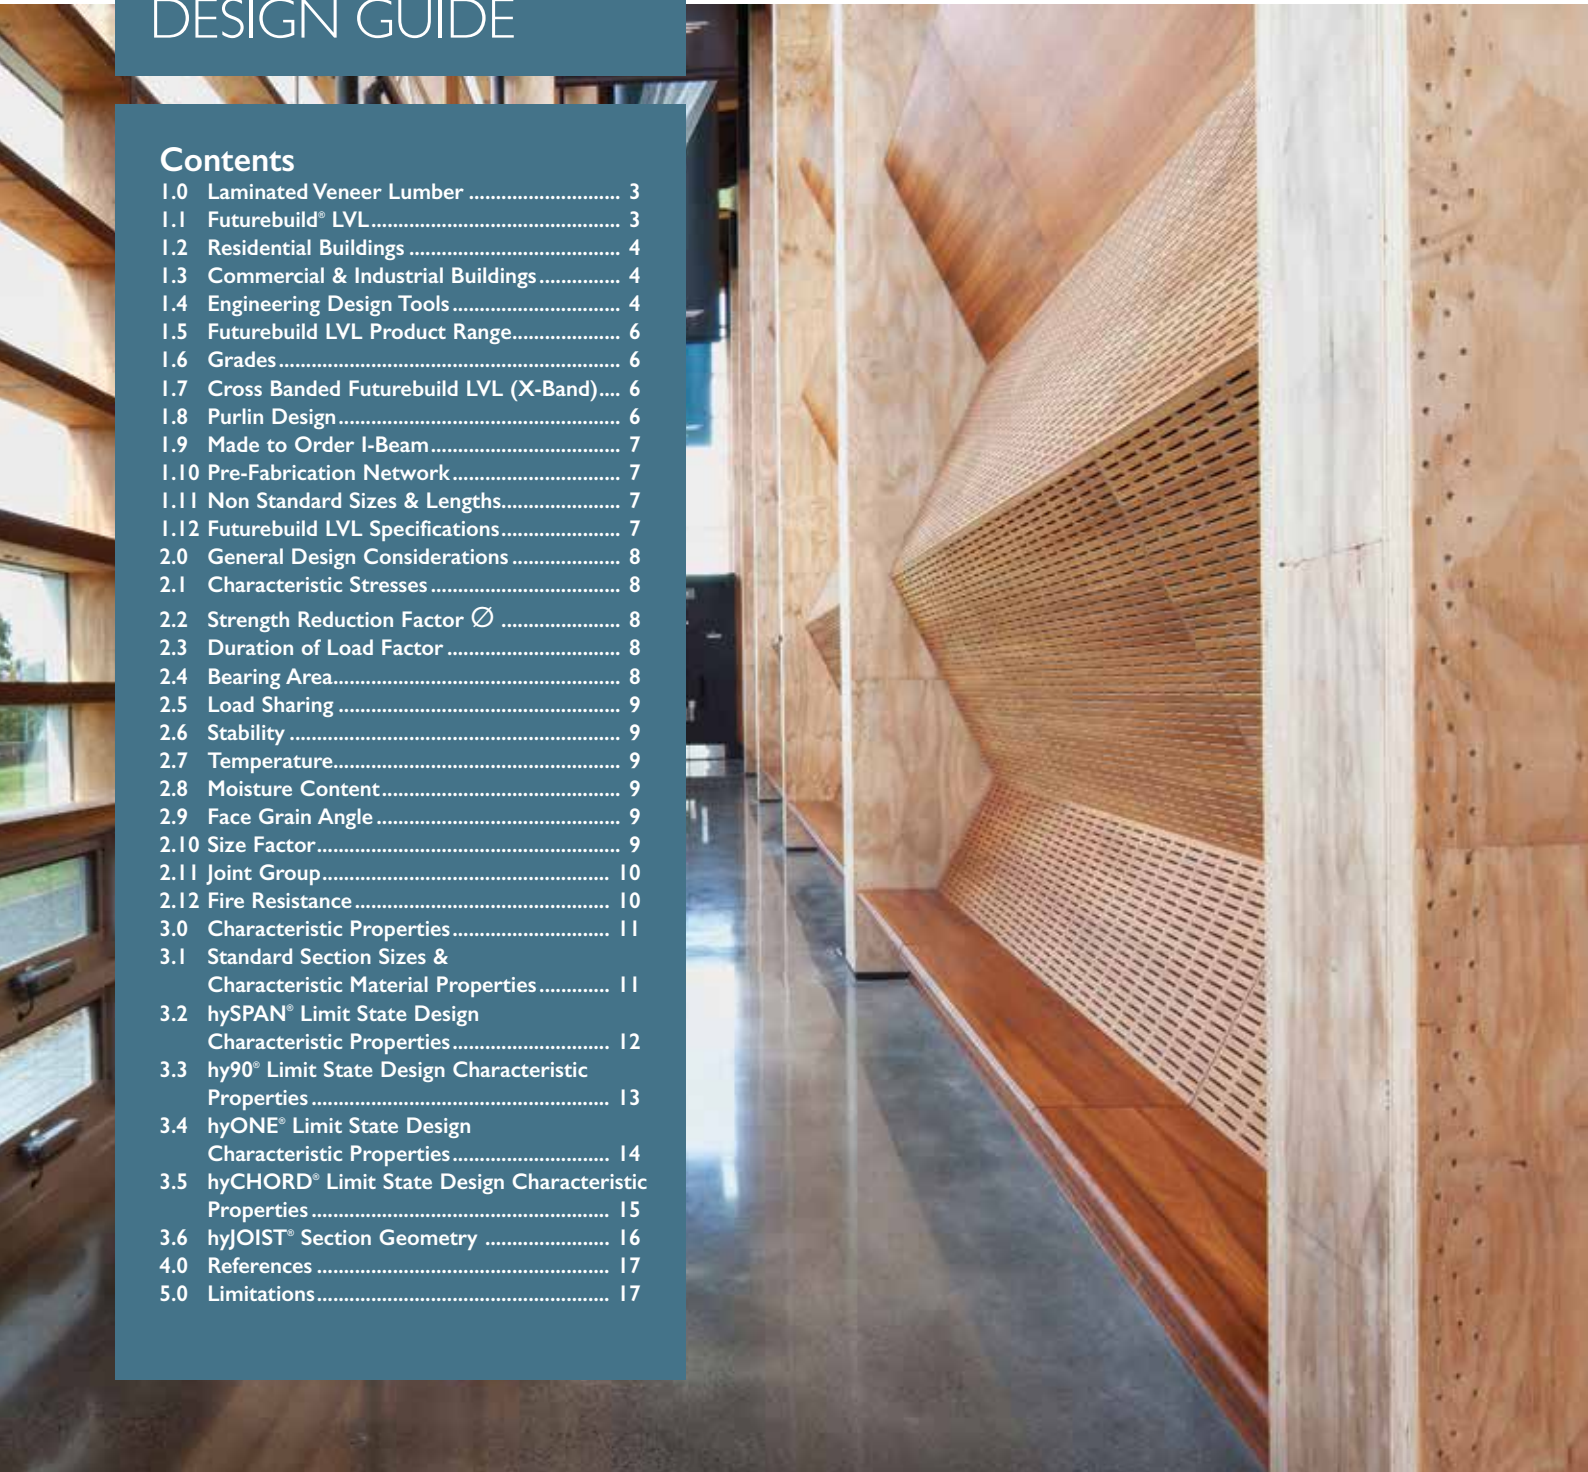 DESIGN GUIDE
Contents
1.0 Laminated Veneer Lumber ............................ 3
1.1 Futurebuild® LVL.............................................. 3
1.2 Residential Buildings ....................................... 4
1.3 Commercial & Industrial Buildings............... 4
1.4 Engineering Design Tools ............................... 4
1.5 Futurebuild LVL Product Range.................... 6
1.6 Grades ............................................................... 6
1.7 Cross Banded Futurebuild LVL (X-Band).... 6
1.8 Purlin Design .................................................... 6
1.9 Made to Order I-Beam................................... 7
1.10 Pre-Fabrication Network............................... 7
1.11 Non Standard Sizes & Lengths...................... 7
1.12 Futurebuild LVL Specifications...................... 7
2.0 General Design Considerations .................... 8
2.1 Characteristic Stresses ................................... 8
2.2 Strength Reduction Factor ∅ ...................... 8
2.3 Duration of Load Factor ................................ 8
2.4 Bearing Area..................................................... 8
2.5 Load Sharing .................................................... 9
2.6 Stability ............................................................. 9
2.7 Temperature..................................................... 9
2.8 Moisture Content ............................................ 9
2.9 Face Grain Angle ............................................. 9
2.10 Size Factor........................................................ 9
2.11 Joint Group..................................................... 10
2.12 Fire Resistance ............................................... 10
3.0 Characteristic Properties ............................. 11
3.1 Standard Section Sizes &
Characteristic Material Properties ............. 11
3.2 hySPAN® Limit State Design
Characteristic Properties ............................. 12
3.3 hy90® Limit State Design Characteristic
Properties ....................................................... 13
3.4 hyONE® Limit State Design
Characteristic Properties ............................. 14
3.5 hyCHORD® Limit State Design Characteristic
Properties ....................................................... 15
3.6 hyJOIST® Section Geometry ....................... 16
4.0 References ...................................................... 17
5.0 Limitations ...................................................... 17